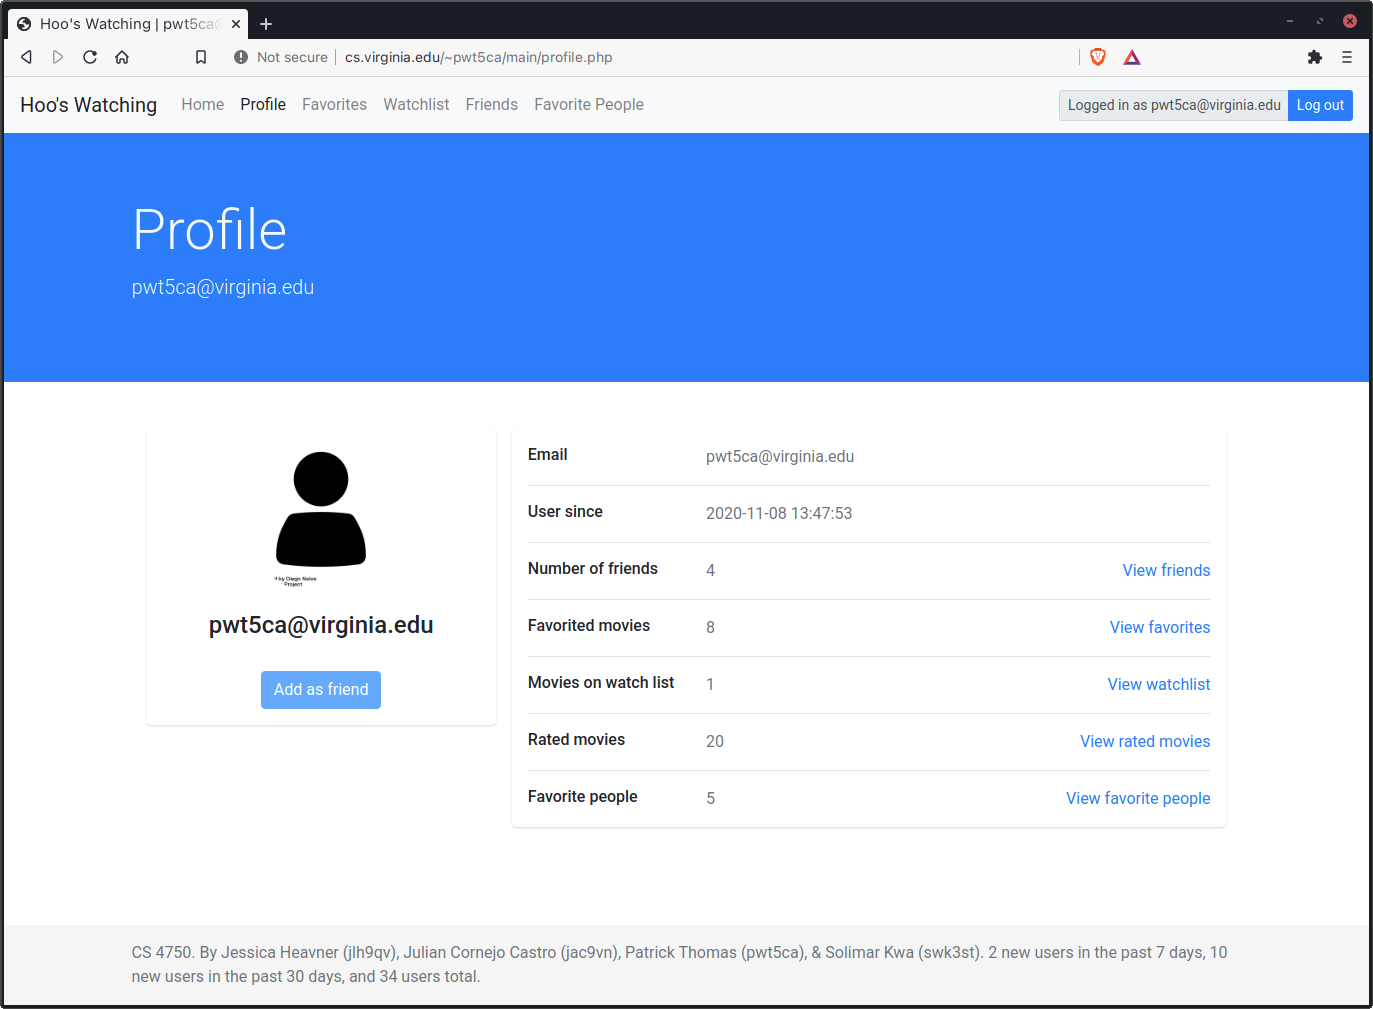 Hoo's Watching | pwt5ca@
Not secure cs.virginia.edu/~pwt5ca/main/profile.php
Hoo's Watching Home Profile Favorites Watchlist Friends Favorite People Logged in as pwt5ca@virginia.edu Log out
Profile
pwt5ca@virginia.edu
Email pwt5ca@virginia.edu
User since 2020-11-08 13:47:53
Number of friends 4 View friends
Favorited movies 8 View favorites
Movies on watch list 1 View watchlist
Rated movies 20 View rated movies
Favorite people 5 View favorite people
by Diego Naive
Project
pwt5ca@virginia.edu
Add as friend
CS 4750. By Jessica Heavner (jlh9qv), Julian Cornejo Castro (jac9vn), Patrick Thomas (pwt5ca), & Solimar Kwa (swk3st). 2 new users in the past 7 days, 10
new users in the past 30 days, and 34 users total.